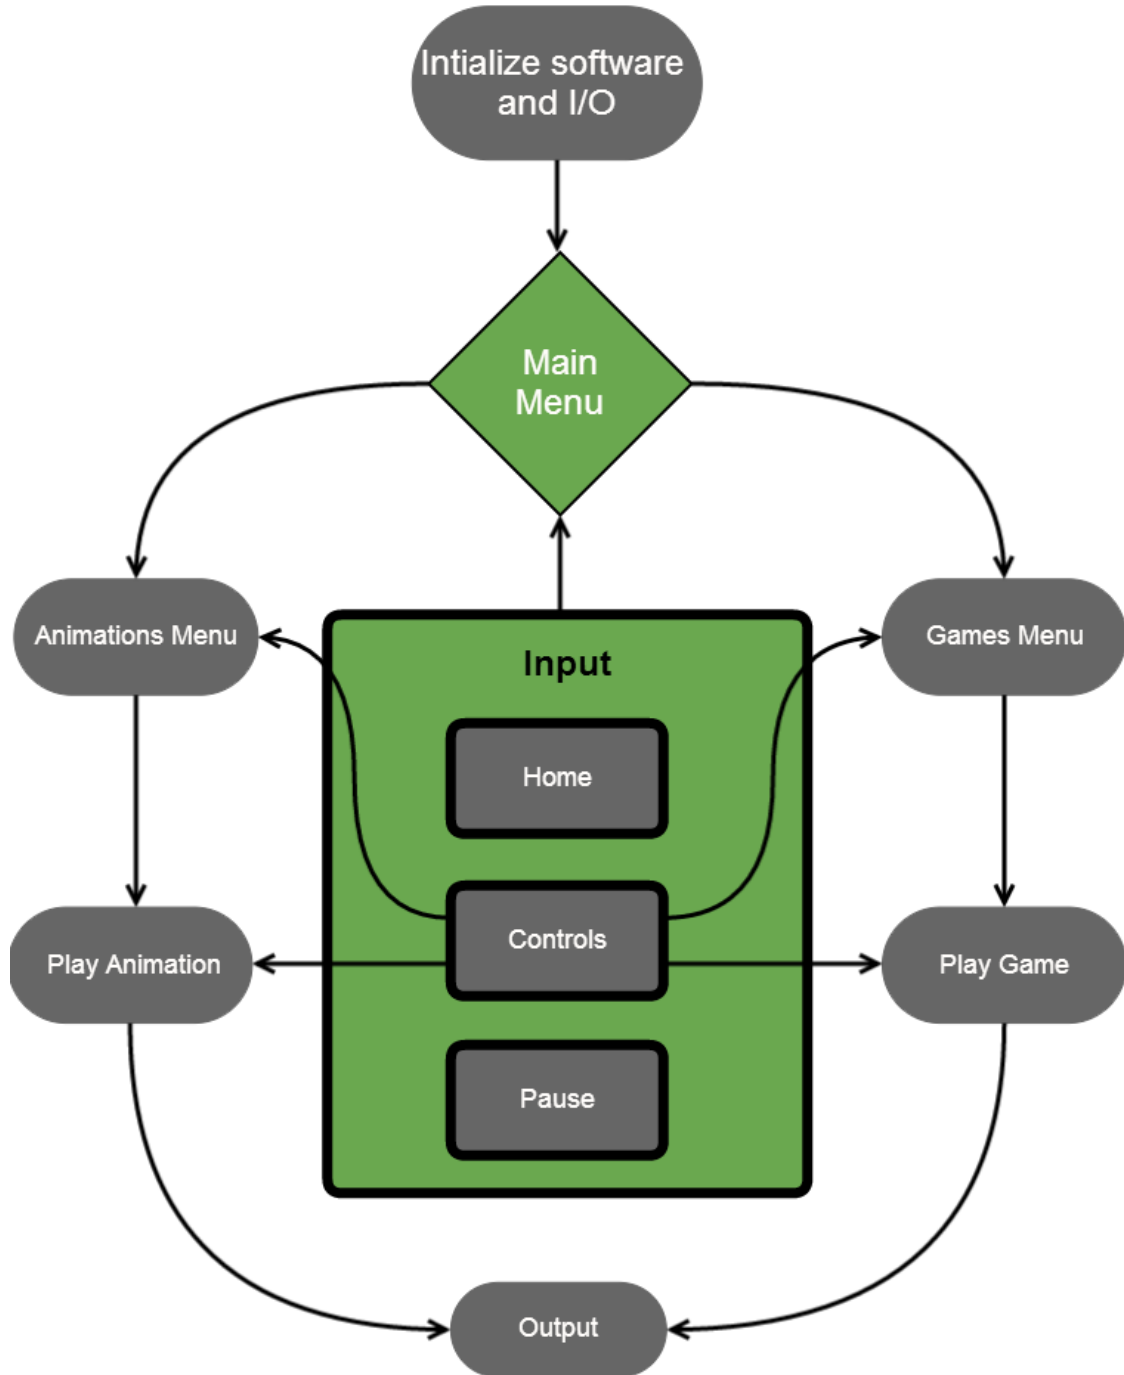 Intialize software
and I/O
Main
Menu
Animations Menu
Games Menu
Input
Home
Controls
Play Animation
Play Game
Pause
Output